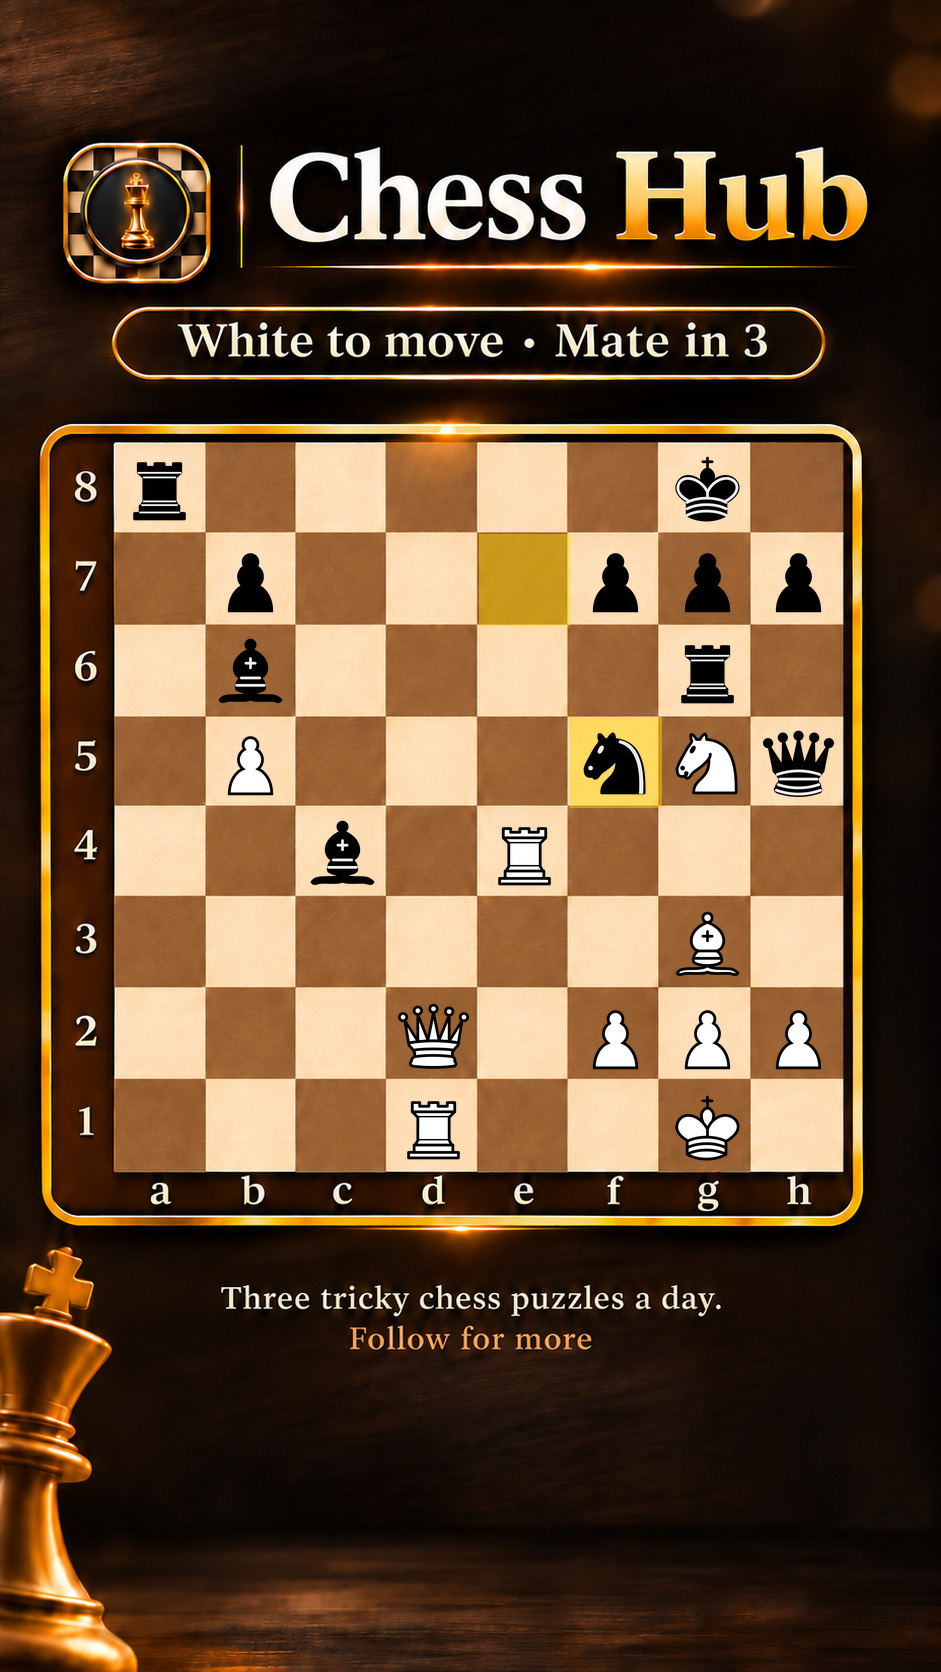 Chess Hub
White to move • Mate in 3
8
7
6
5
4
3
2
1
a b c d e f g h
Three tricky chess puzzles a day.
Follow for more